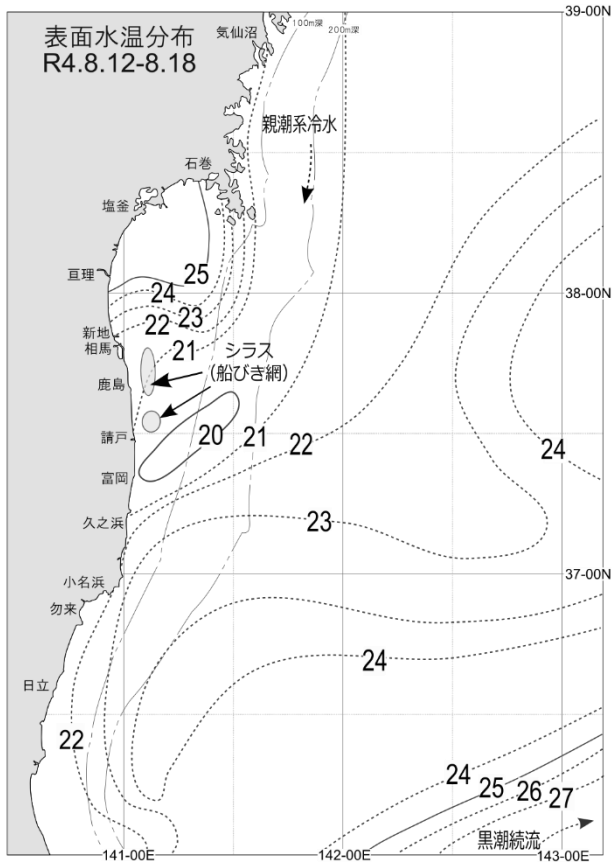 表面水温分布
R4.8.12-8.18
気仙沼
100m深
200m深
39-00N
親潮系冷水
石巻
塩釜
亘理
25
24
23
22
21
38-00N
新地
相馬
シラス
(船びき網)
鹿島
請戸
20
21
22
24
富岡
久之浜
23
37-00N
小名浜
勿来
24
日立
22
24
25
26
27
黒潮続流
141-00E
142-00E
143-00E